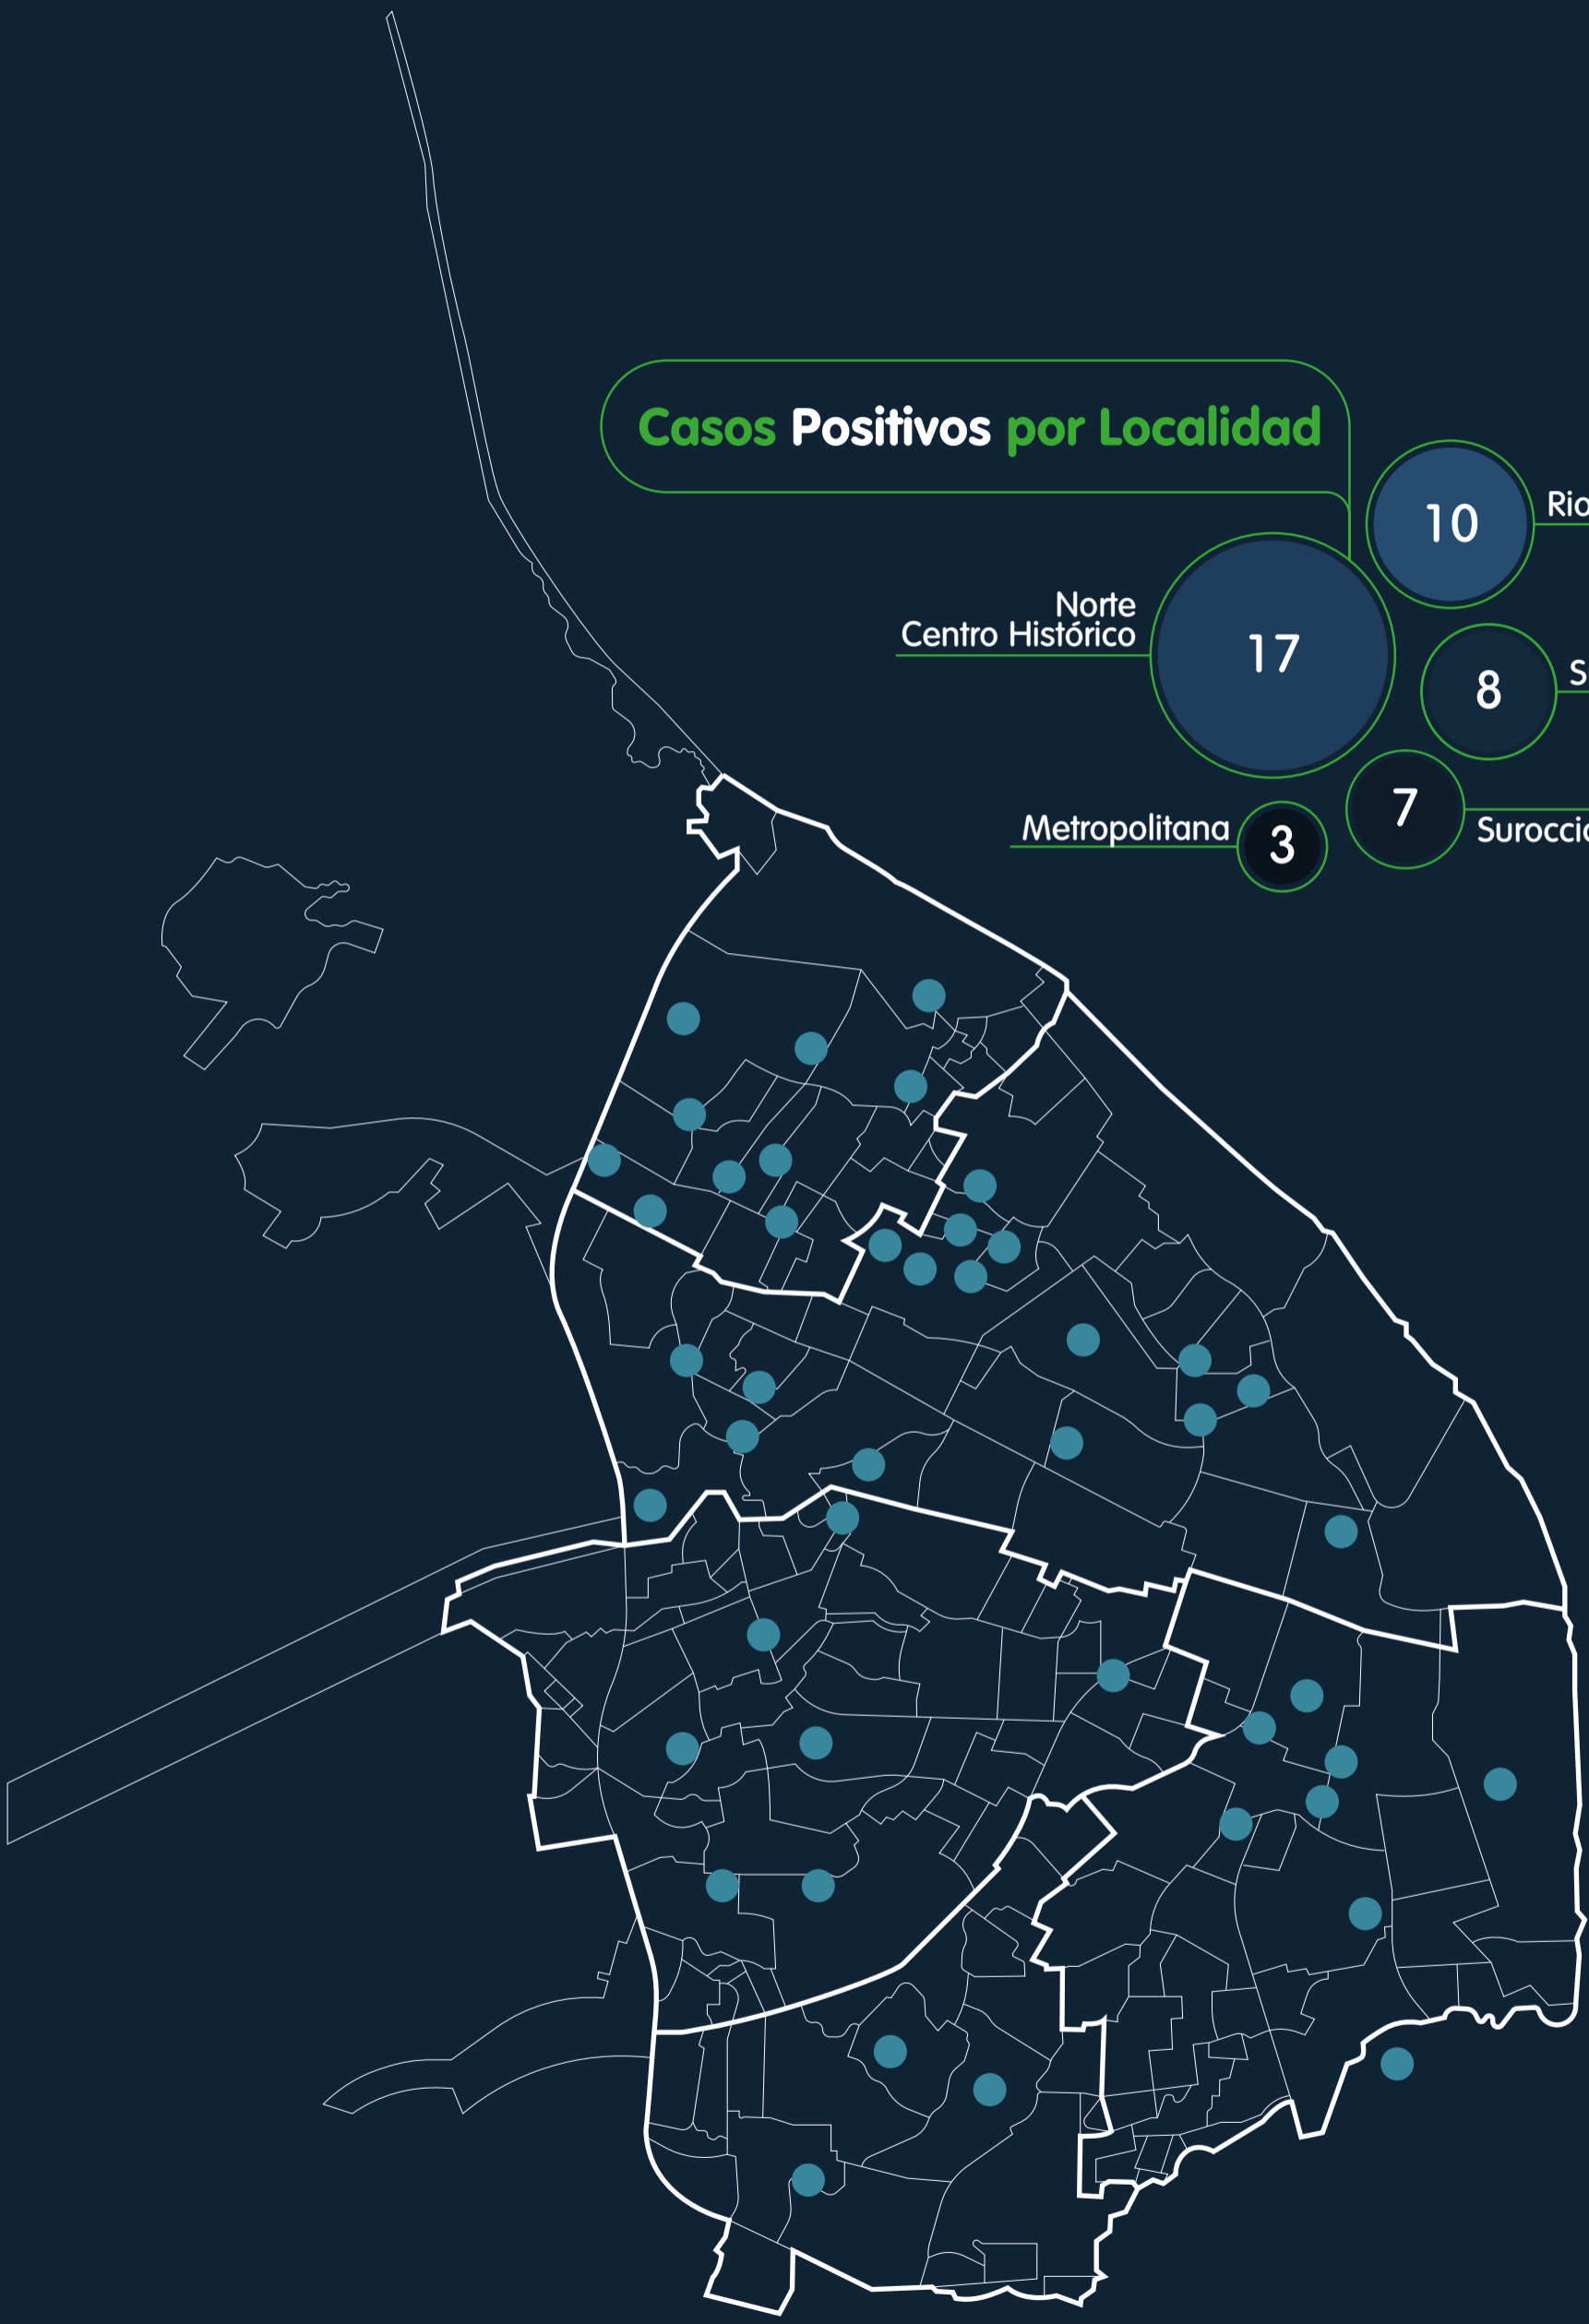 Casos Positivos por Localidad
10
Norte
Centro Histórico
17
8
Metropolitana
3
7